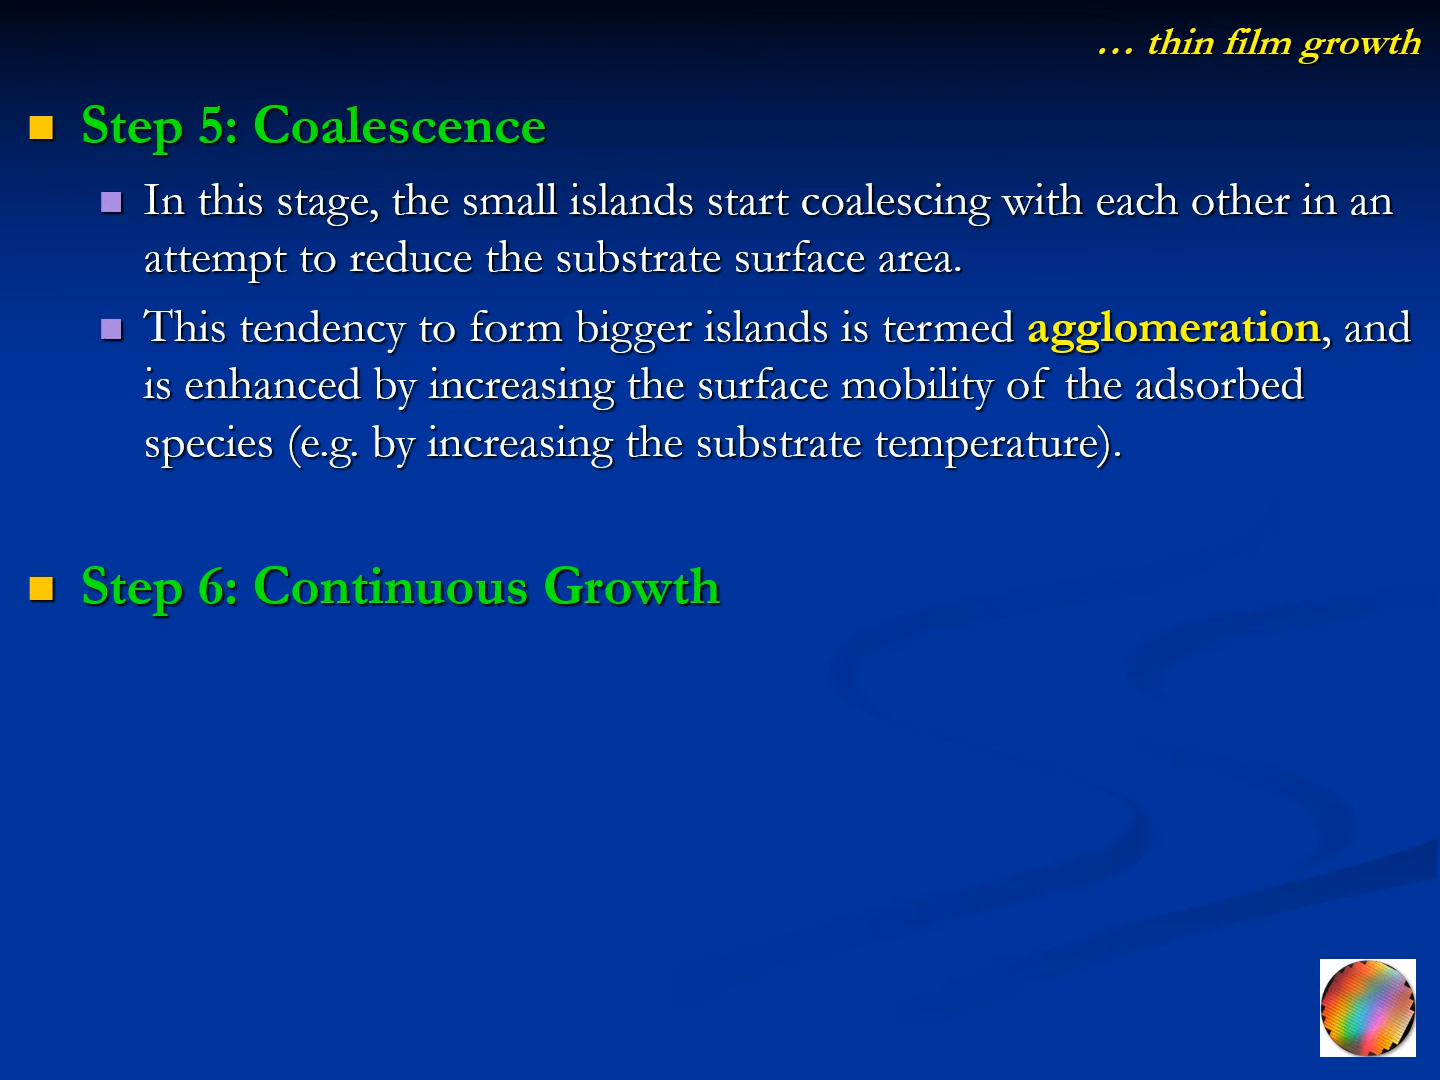 … thin film growth
Step 5: Coalescence
In this stage, the small islands start coalescing with each other in an
attempt to reduce the substrate surface area.
This tendency to form bigger islands is termed agglomeration, and
is enhanced by increasing the surface mobility of the adsorbed
species (e.g. by increasing the substrate temperature).
Step 6: Continuous Growth